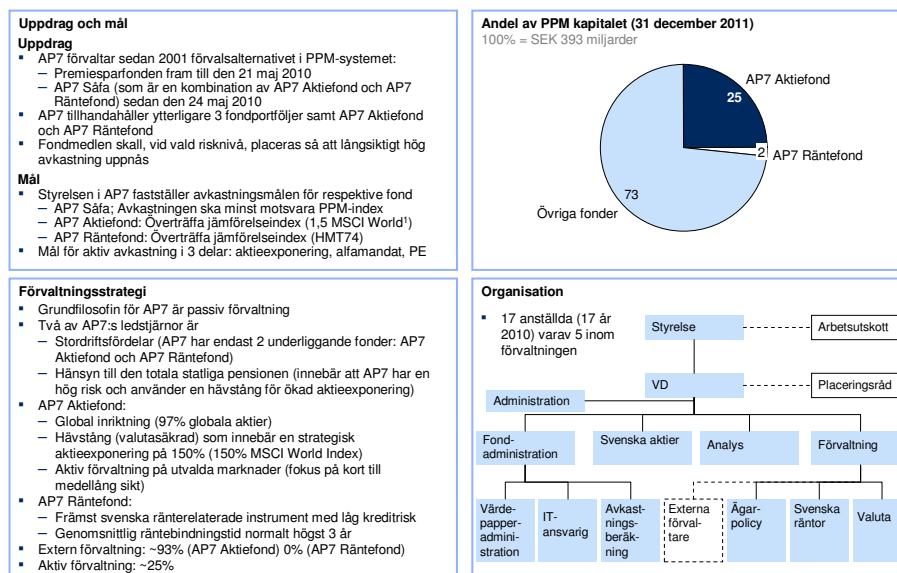 Uppdrag och mål
Uppdrag
▪ AP7 förvaltar sedan 2001 förvalsalternativet i PPM-systemet:
– Premiesparfonden fram till den 21 maj 2010
– AP7 Såfa (som är en kombination av AP7 Aktiefond och AP7
Räntefond) sedan den 24 maj 2010
▪ AP7 tillhandahåller ytterligare 3 fondportföljer samt AP7 Aktiefond
och AP7 Räntefond
▪ Fondmedlen skall, vid vald risknivå, placeras så att långsiktigt hög
avkastning uppnås
Mål
▪ Styrelsen i AP7 fastställer avkastningsmålen för respektive fond
– AP7 Såfa; Avkastningen ska minst motsvara PPM-index
– AP7 Aktiefond: Överträffa jämförelseindex (1,5 MSCI World¹)
– AP7 Räntefond: Överträffa jämförelseindex (HMT74)
▪ Mål för aktiv avkastning i 3 delar: aktieexponering, alfamandat, PE
Andel av PPM kapitalet (31 december 2011)
100% = SEK 393 miljarder
AP7 Aktiefond
25
2
AP7 Räntefond
73
Övriga fonder
Förvaltningsstrategi
▪ Grundfilosofin för AP7 är passiv förvaltning
▪ Två av AP7:s ledstjärnor är
– Stordriftsfördelar (AP7 har endast 2 underliggande fonder: AP7
Aktiefond och AP7 Räntefond)
– Hänsyn till den totala statliga pensionen (innebär att AP7 har en
hög risk och använder en hävstång för ökad aktieexponering)
▪ AP7 Aktiefond:
– Global inriktning (97% globala aktier)
– Hävstång (valutasäkrad) som innebär en strategisk
aktieexponering på 150% (150% MSCI World Index)
– Aktiv förvaltning på utvalda marknader (fokus på kort till
medellång sikt)
▪ AP7 Räntefond:
– Främst svenska ränterelaterade instrument med låg kreditrisk
– Genomsnittlig räntebindningstid normalt högst 3 år
▪ Extern förvaltning: ~93% (AP7 Aktiefond) 0% (AP7 Räntefond)
▪ Aktiv förvaltning: ~25%
Organisation
▪ 17 anställda (17 år
2010) varav 5 inom
förvaltningen
Styrelse
Arbetsutskott
VD
Placeringsråd
Administration
Fond-
administration
Svenska aktier
Analys
Förvaltning
Värde-
papper-
admini-
stration
IT-
ansvarig
Avkast-
nings-
beräk-
ning
Externa
förval-
tare
Ägar-
policy
Svenska
räntor
Valuta